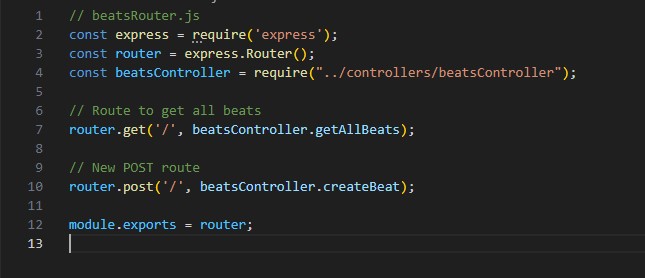 1 // beatsRouter.js
2 const express = require('express');
3 const router = express.Router();
4 const beatsController = require("../controllers/beatsController");
5
6 // Route to get all beats
7 router.get('/', beatsController.getAllBeats);
8
9 // New POST route
10 router.post('/', beatsController.createBeat);
11
12 module.exports = router;
13